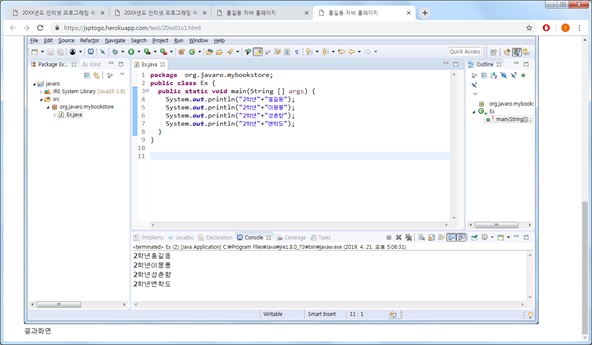 20XX년도 인터넷 프로그래밍
20XX년도 인터넷 프로그래밍
홍길동 자바 홈페이지
홍길동 자바 홈페이지
https://jsptogo.herokuapp.com/test/20xx01x1.html
File Edit Source Refactor Navigate Search Project Run Window Help
Quick Access
Package Ex...
JUnit
Ex.java
Outline
javaro
JRE System Library [JavaSE-1.8]
src
org.javaro.mybookstore
Ex.java
1 package org.javaro.mybookstore;
2 public class Ex {
3 public static void main(String [] args) {
4 System.out.println("2학년"+"홍길동");
5 System.out.println("2학년"+"이몽룡");
6 System.out.println("2학년"+"성춘향");
7 System.out.println("2학년"+"변학도");
8 }
9 }
10
11
org.javaro.mybo
Ex
main(String[])
Problems Javadoc Declaration Console Coverage Tasks
<terminated> Ex (2) [Java Application] C:\Program Files\Java\jre1.8.0_73\bin\javaw.exe (2019. 4. 21. 오후 5:06:31)
2학년홍길동
2학년이몽룡
2학년성춘향
2학년변학도
Writable
Smart Insert
11 : 1
결과화면